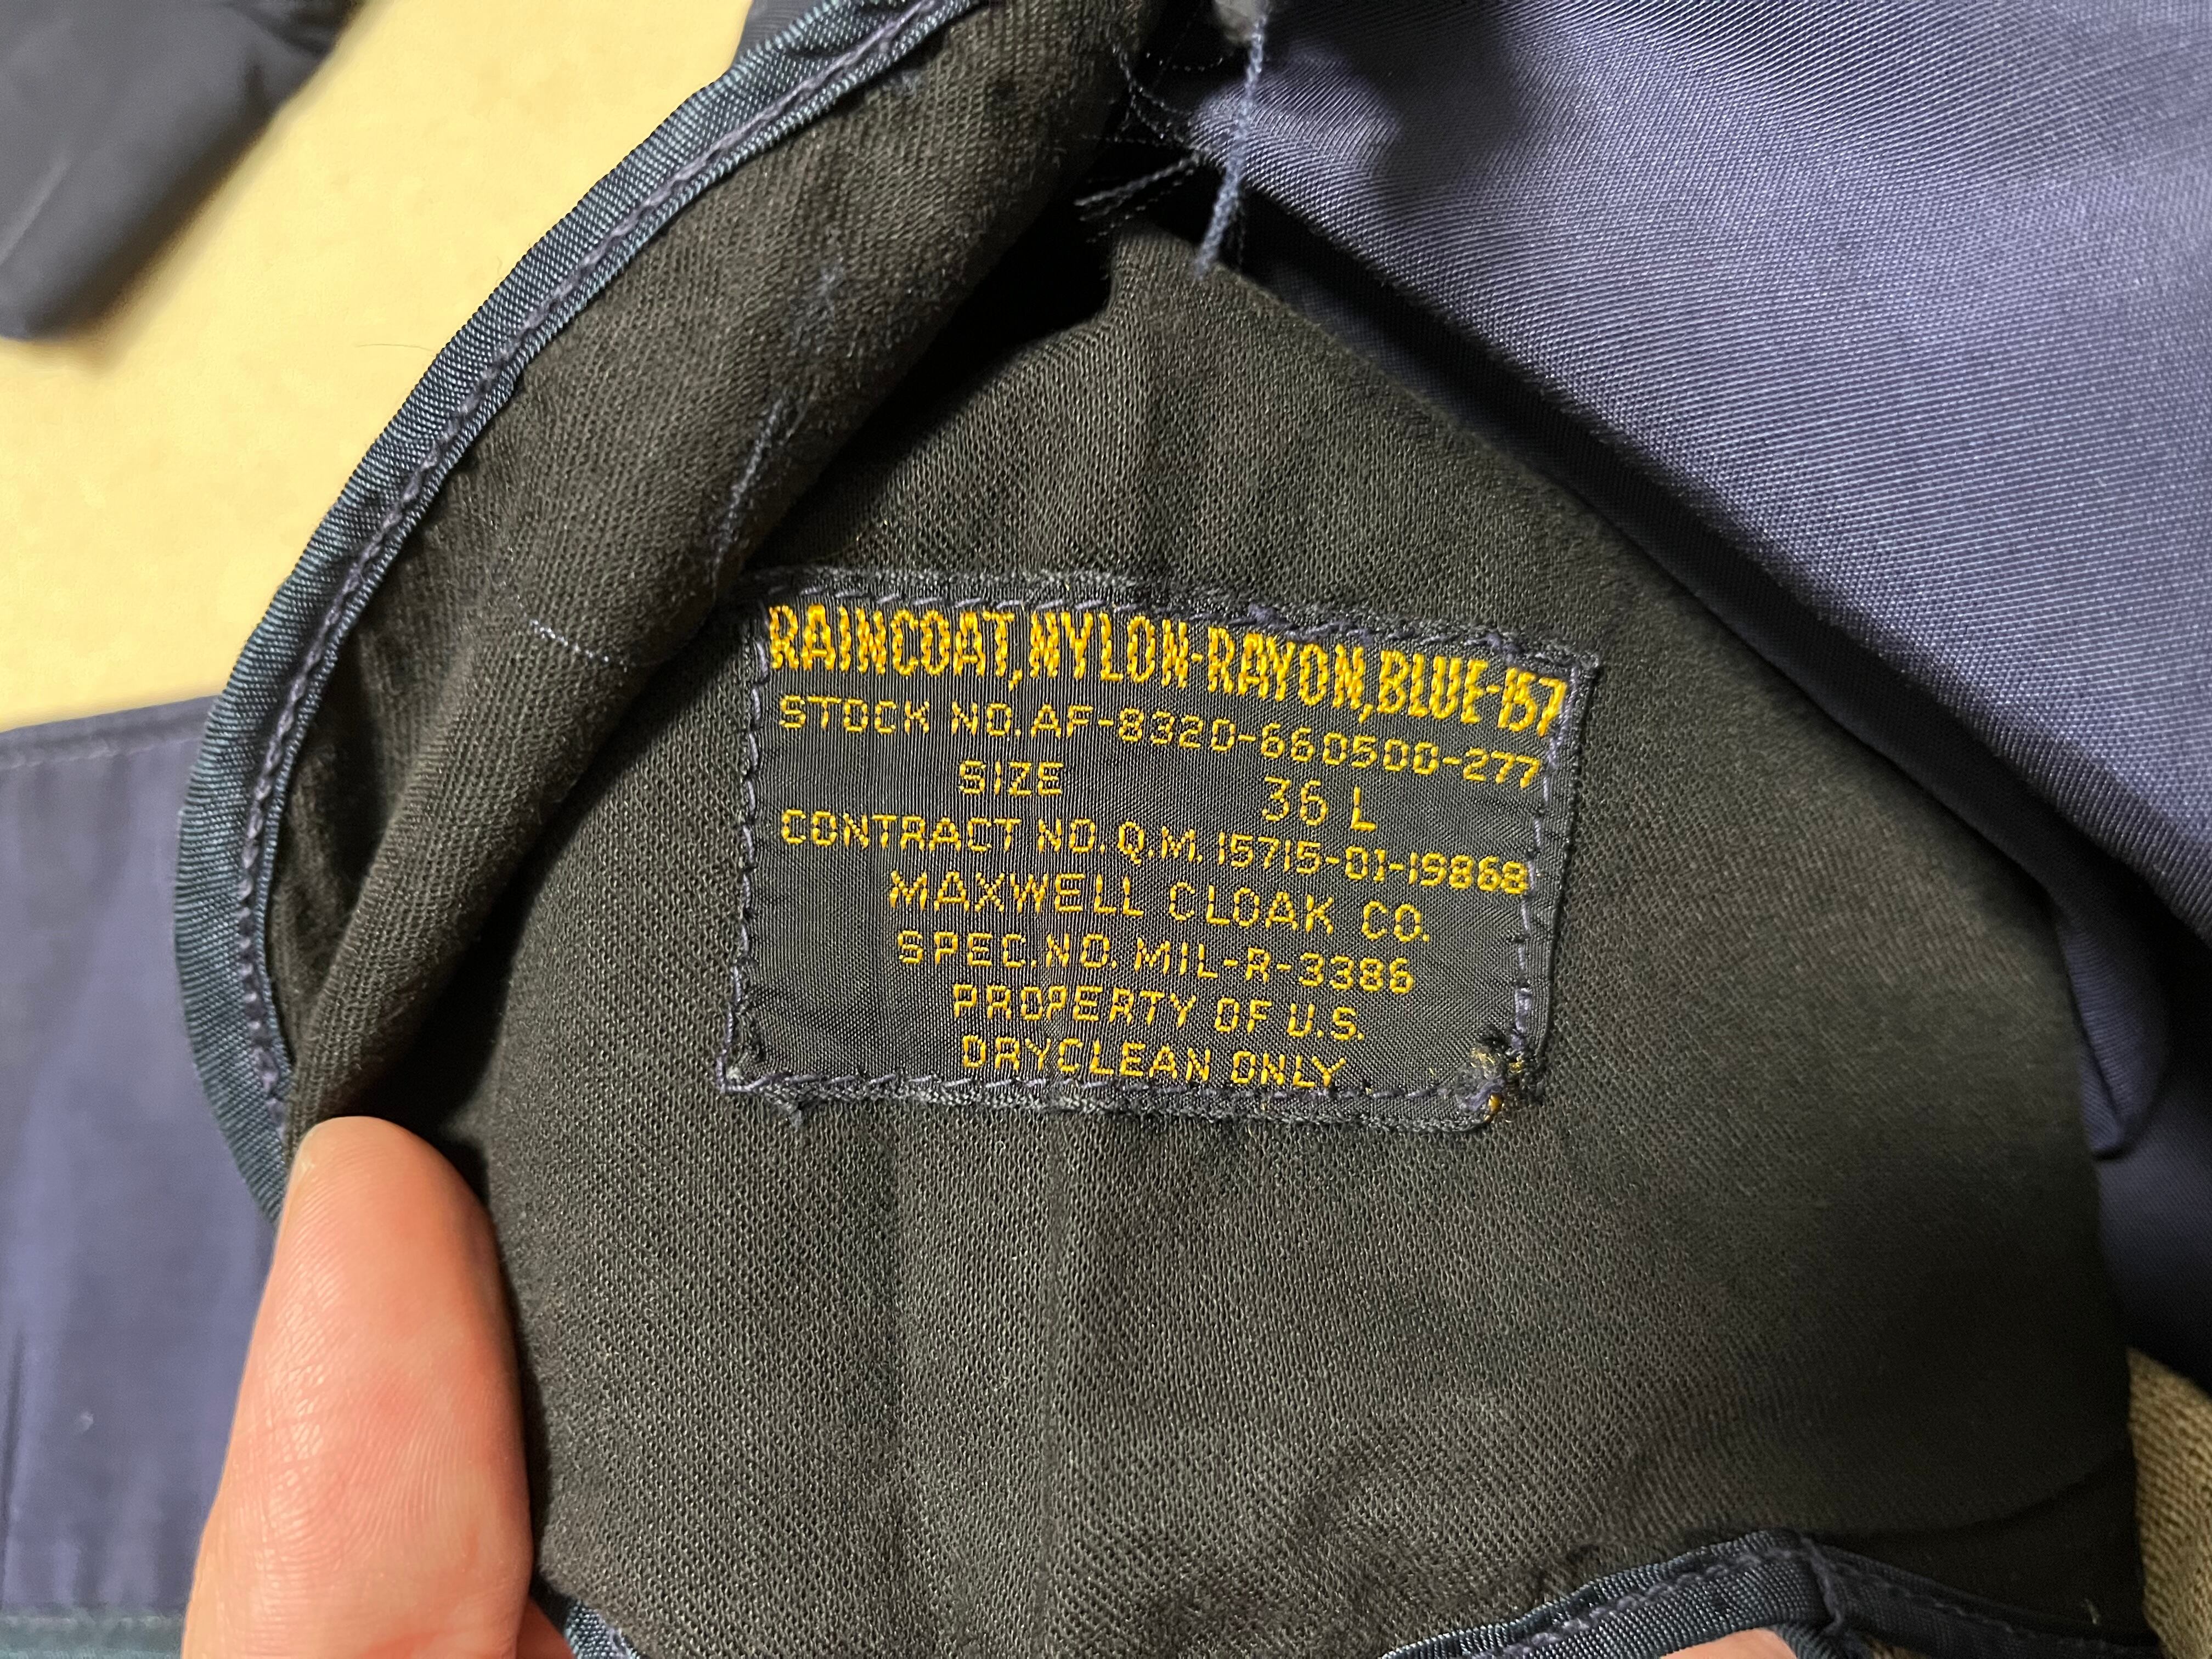 RAINCOAT,NYLON-RAYON,BLUE-157
STOCK NO.AF-8320-660500-277
SIZE 36 L
CONTRACT NO.Q.M.15715-01-19868
MAXWELL CLOAK CO.
SPEC.NO.MIL-R-3386
PROPERTY OF U.S.
DRYCLEAN ONLY